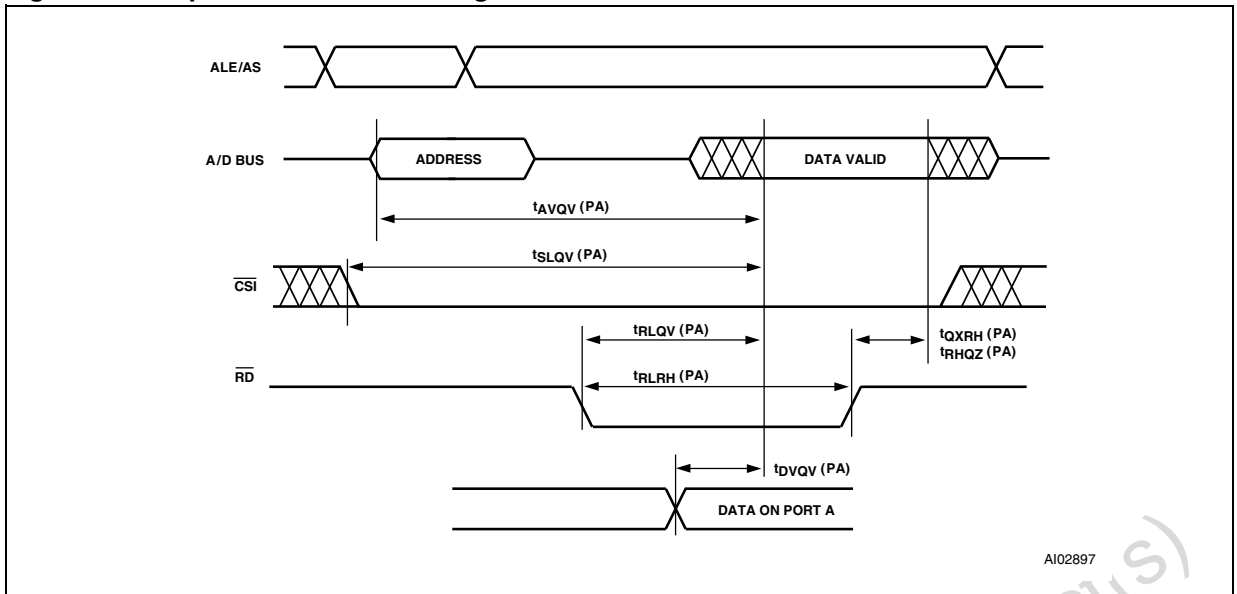 ALE/AS
A/D BUS
ADDRESS
DATA VALID
tAVQV (PA)
tSLQV (PA)
CSI
tRLQV (PA)
tQXRH (PA)
tRHQZ (PA)
RD
tRLRH (PA)
tDVQV (PA)
DATA ON PORT A
AI02897